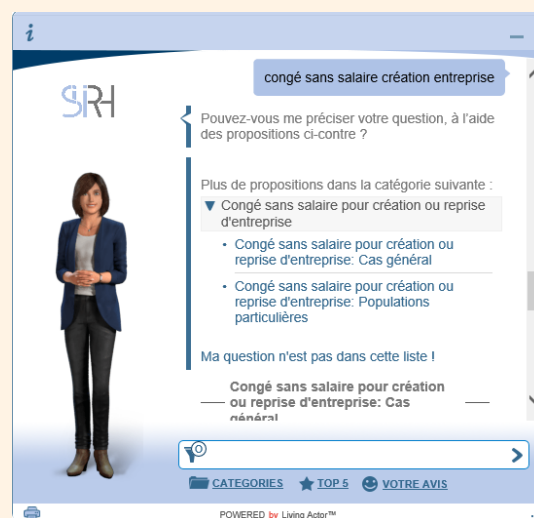 i
SIRH
congé sans salaire création entreprise
Pouvez-vous me préciser votre question, à l'aide
des propositions ci-contre ?
Plus de propositions dans la catégorie suivante :
Congé sans salaire pour création ou reprise
d'entreprise
• Congé sans salaire pour création ou
reprise d'entreprise: Cas général
• Congé sans salaire pour création ou
reprise d'entreprise: Populations
particulières
Ma question n'est pas dans cette liste !
Congé sans salaire pour création
ou reprise d'entreprise: Cas
général
0
CATEGORIES TOP 5 VOTRE AVIS
POWERED by Living Actor™